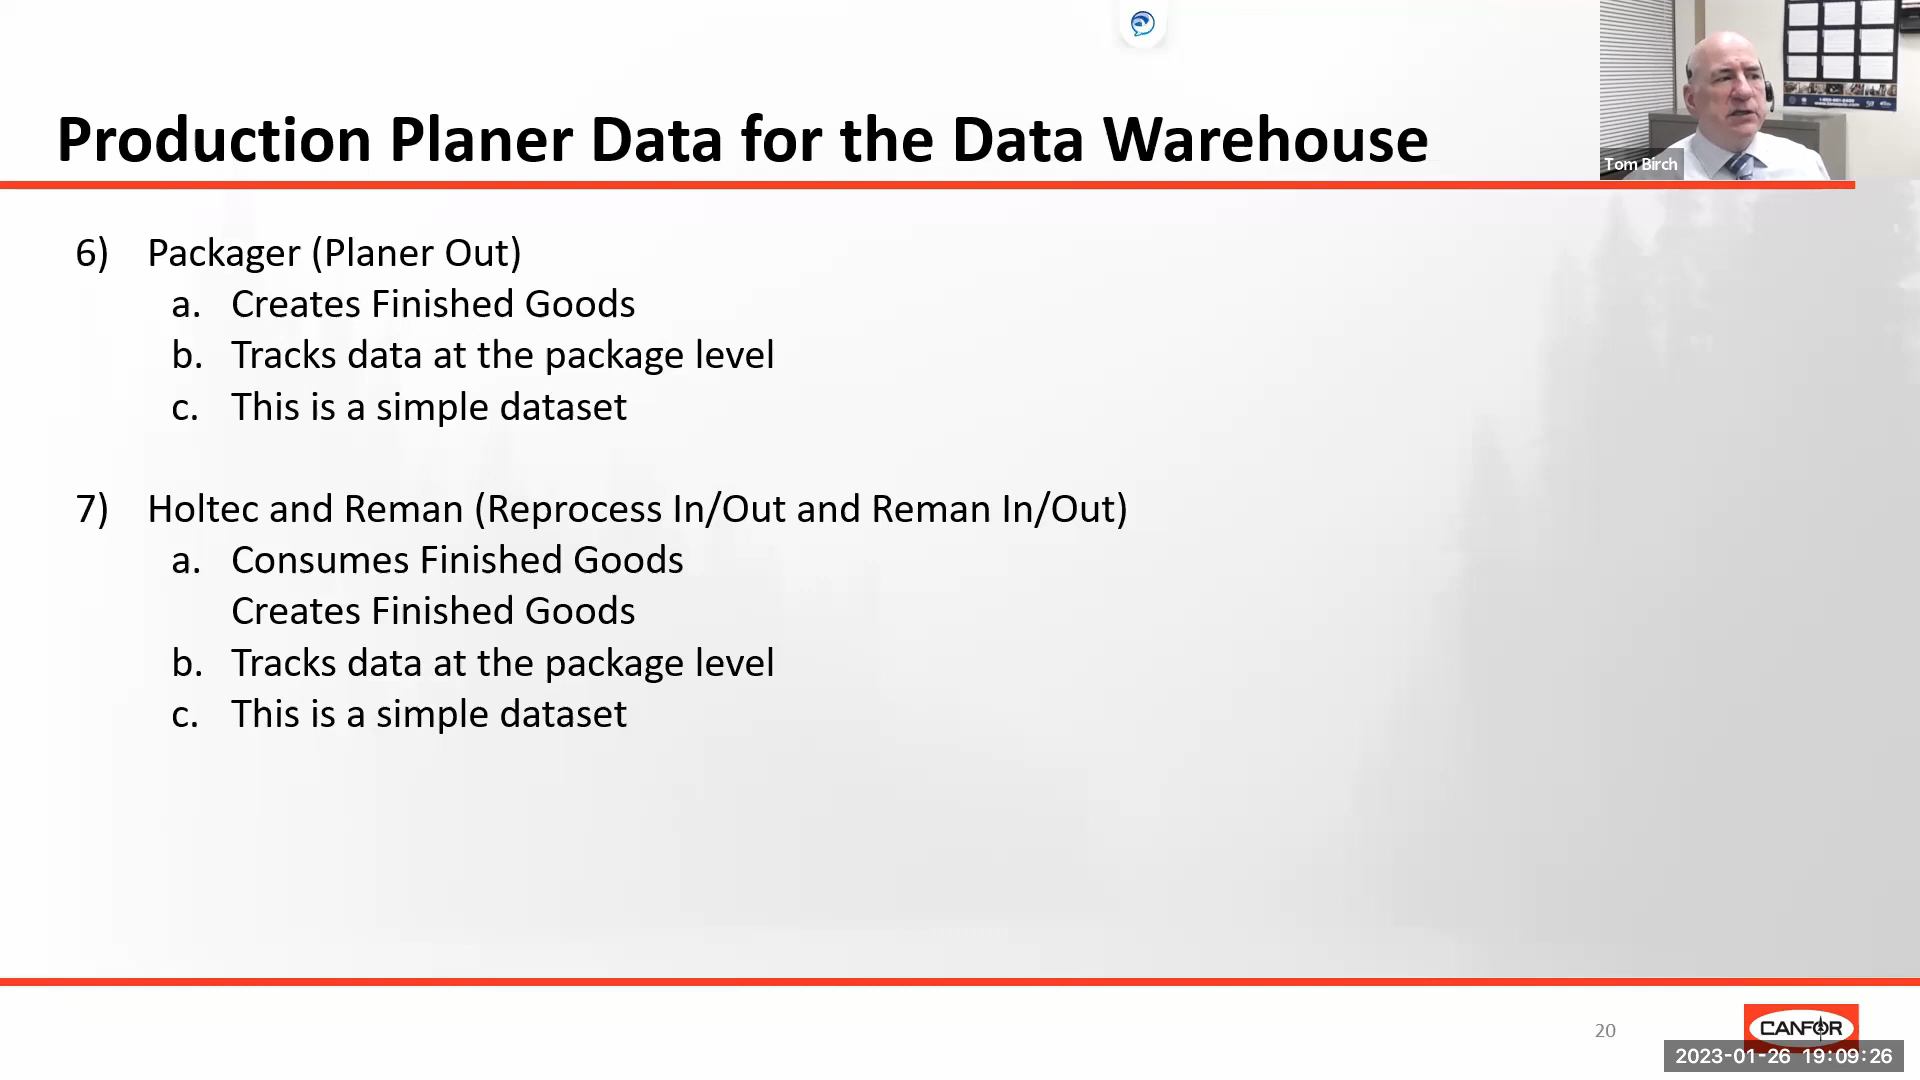 Production Planer Data for the Data Warehouse
Tom Birch
6) Packager (Planer Out)
a. Creates Finished Goods
b. Tracks data at the package level
c. This is a simple dataset
7) Holtec and Reman (Reprocess In/Out and Reman In/Out)
a. Consumes Finished Goods
Creates Finished Goods
b. Tracks data at the package level
c. This is a simple dataset
20
CANFOR
2023-01-26 19:09:26